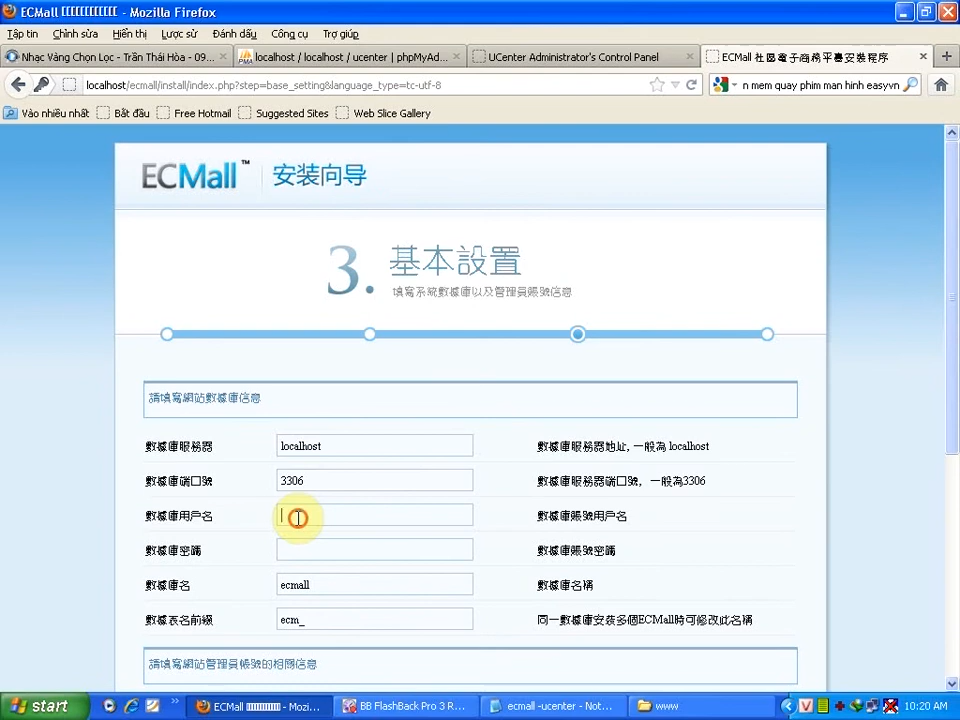 ECMall - Mozilla Firefox
Tập tin Chỉnh sửa Hiển thị Lược sử Đánh dấu Công cụ Trợ giúp
Nhạc Vàng Chọn Lọc - Trần Thái Hòa - 09...
localhost / localhost / ucenter | phpMyAd...
UCenter Administrator's Control Panel
ECMall 社區電子商務平臺安裝程序
localhost/ecmall/install/index.php?step=base_setting&language_type=tc-utf-8
n mem quay phim man hinh easyvn
Vào nhiều nhất Bắt đầu Free Hotmail Suggested Sites Web Slice Gallery
ECMall™ 安装向导
3. 基本設置
填寫系統數據庫以及管理員賬號信息
請填寫網站數據庫信息
數據庫服務器 localhost 數據庫服務器地址, 一般為 localhost
數據庫端口號 3306 數據庫服務器端口號，一般為3306
數據庫用戶名 數據庫賬號用戶名
數據庫密碼 數據庫賬號密碼
數據庫名 ecmall 數據庫名稱
數據表名前綴 ecm_ 同一數據庫安裝多個ECMall時可修改此名稱
請填寫網站管理員帳號的相關信息
start
ECMall - Mozi...
BB FlashBack Pro 3 R...
ecmall -ucenter - Not...
www
10:20 AM